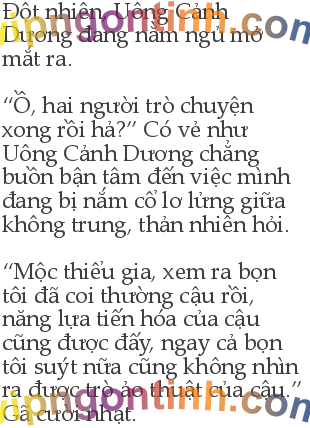 Đột nhiên, Uông Cảnh
Dương đang nằm ngủ mở
mắt ra.
“Ồ, hai người trò chuyện
xong rồi hả?” Có vẻ như
Uông Cảnh Dương chẳng
buồn bận tâm đến việc mình
đang bị nắm cổ lơ lửng giữa
không trung, thản nhiên hỏi.
“Mộc thiểu gia, xem ra bọn
tôi đã coi thường cậu rồi,
năng lựa tiến hóa của cậu
cũng được đấy, ngay cả bọn
tôi suýt nữa cũng không nhìn
ra được trò ảo thuật của cậu.”
Gã cười nhạt.
vipngontinh.com
vipngontinh.com